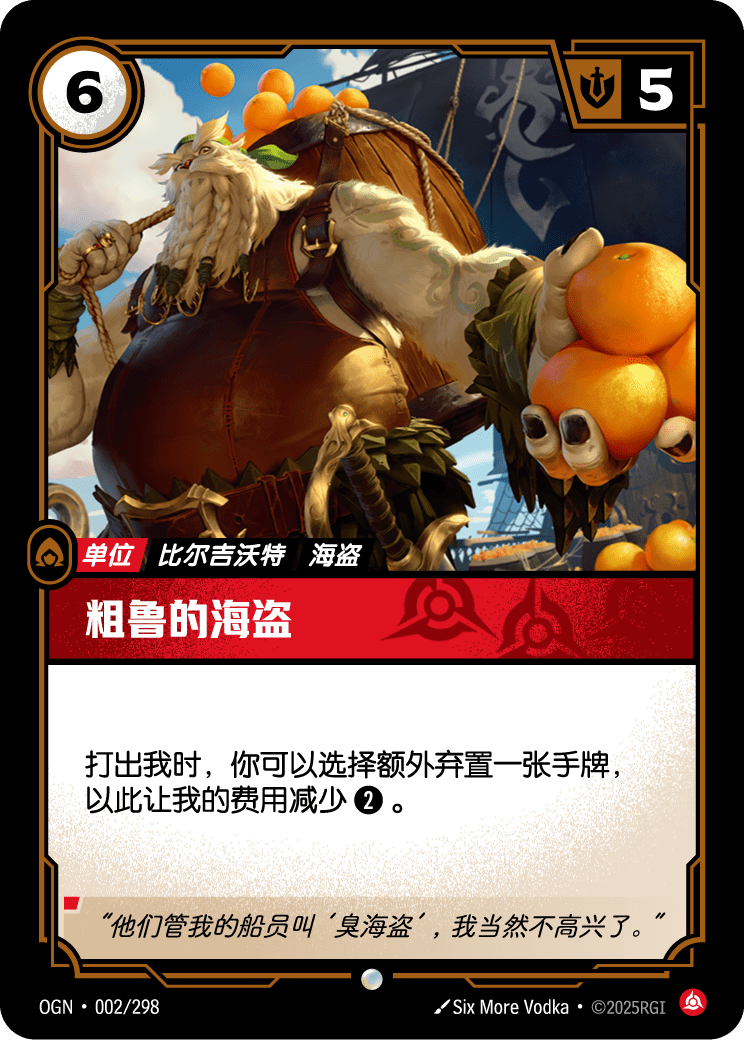 6
5
单位 比尔吉沃特 海盗
粗鲁的海盗
打出我时，你可以选择额外弃置一张手牌，
以此让我的费用减少 2 。
“他们管我的船员叫‘臭海盗’，我当然不高兴了。”
OGN • 002/298
Six More Vodka • ©2025RGI